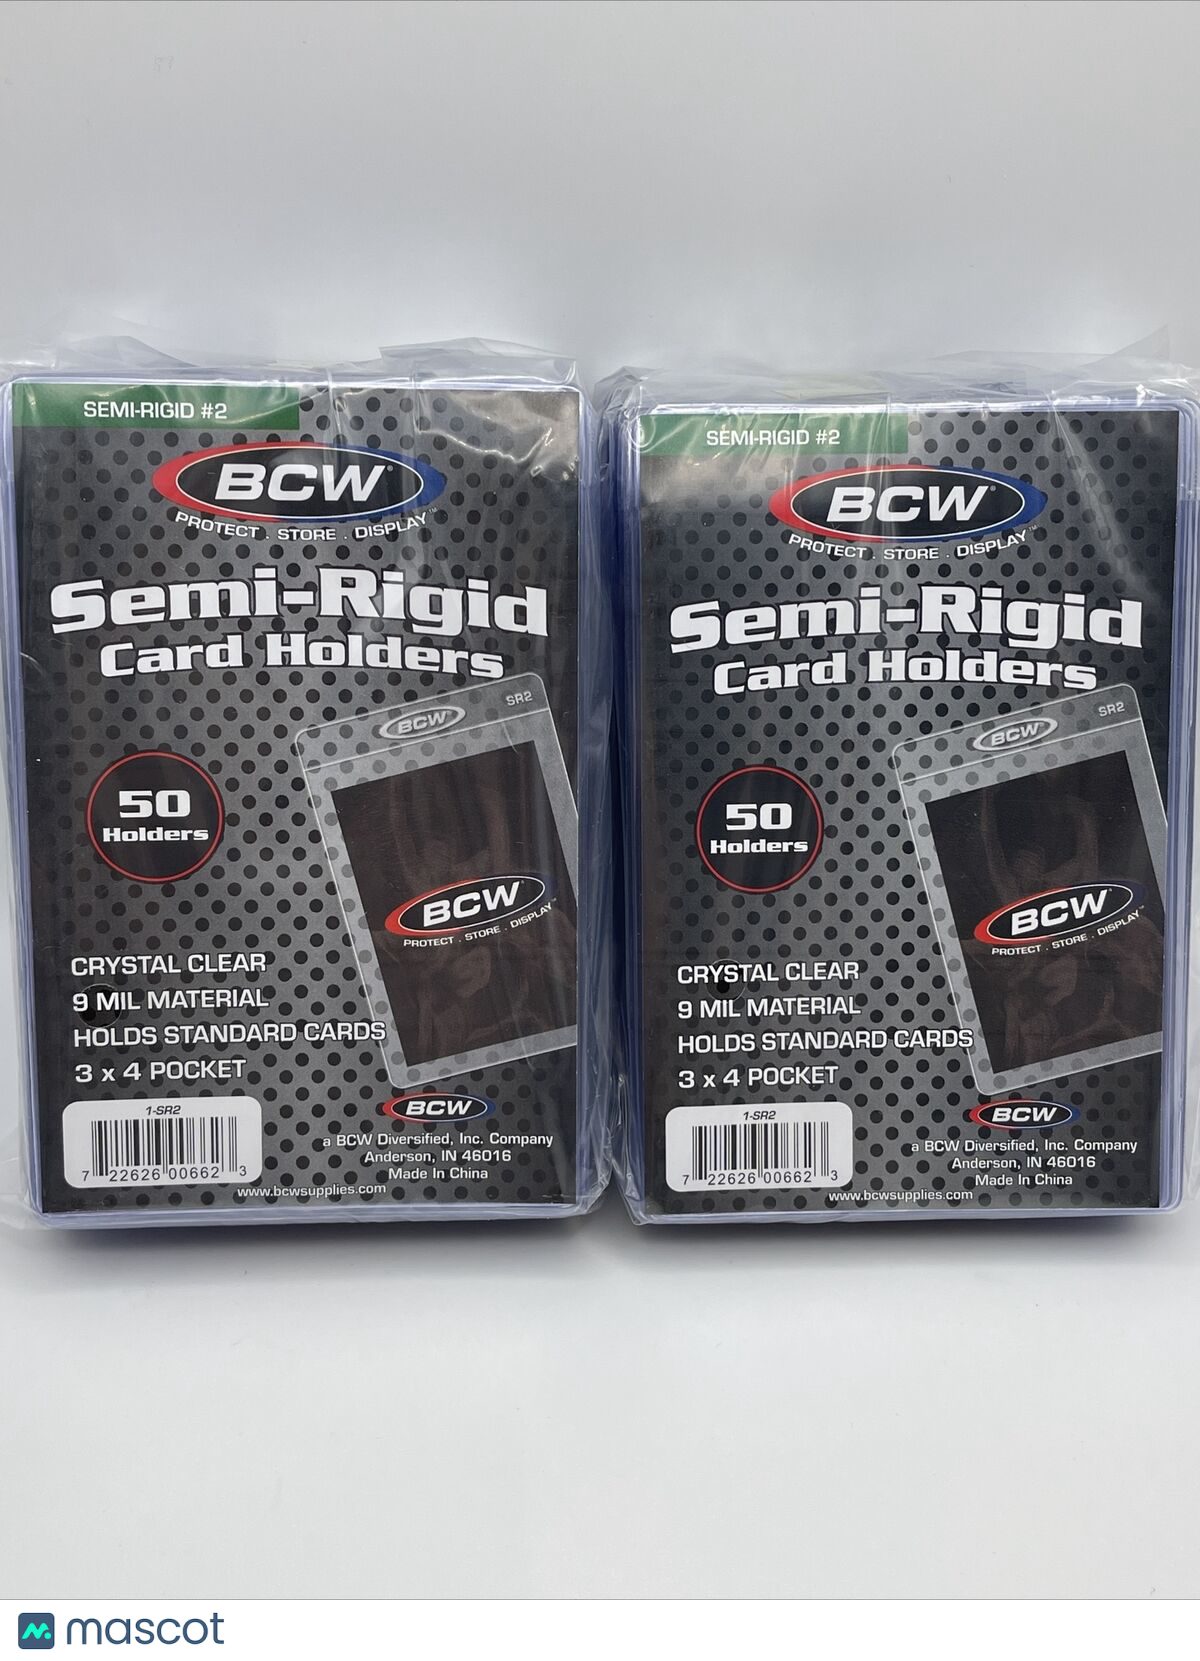 SEMI-RIGID #2
BCW®
PROTECT . STORE . DISPLAY™
Semi-Rigid
Card Holders
BCW®
SR2
50
Holders
BCW®
PROTECT . STORE . DISPLAY™
CRYSTAL CLEAR
9 MIL MATERIAL
HOLDS STANDARD CARDS
3 x 4 POCKET
1-SR2
7 22626 00662 3
BCW
a BCW Diversified, Inc. Company
Anderson, IN 46016
Made In China
www.bcwsupplies.com
SEMI-RIGID #2
BCW®
PROTECT . STORE . DISPLAY™
Semi-Rigid
Card Holders
BCW®
SR2
50
Holders
BCW®
PROTECT . STORE . DISPLAY™
CRYSTAL CLEAR
9 MIL MATERIAL
HOLDS STANDARD CARDS
3 x 4 POCKET
1-SR2
7 22626 00662 3
BCW
a BCW Diversified, Inc. Company
Anderson, IN 46016
Made In China
www.bcwsupplies.com
mascot